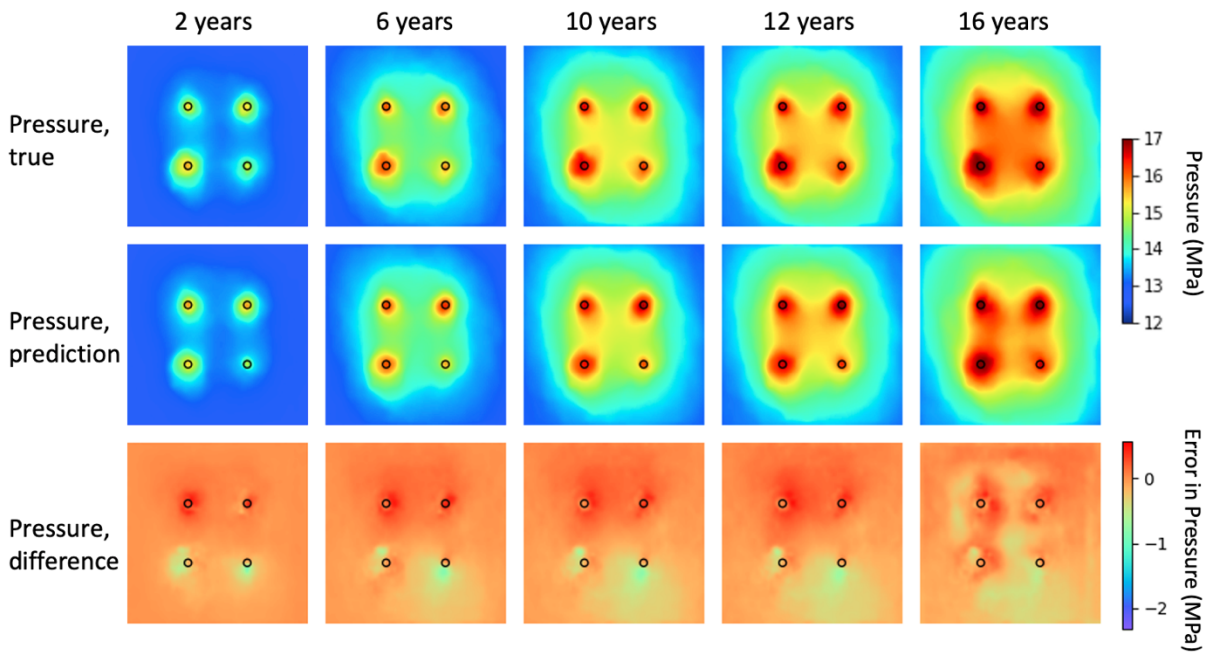 2 years
6 years
10 years
12 years
16 years
Pressure,
true
Pressure,
prediction
Pressure,
difference
17
16
15
14
13
12
Pressure (MPa)
0
−1
−2
Error in Pressure (MPa)